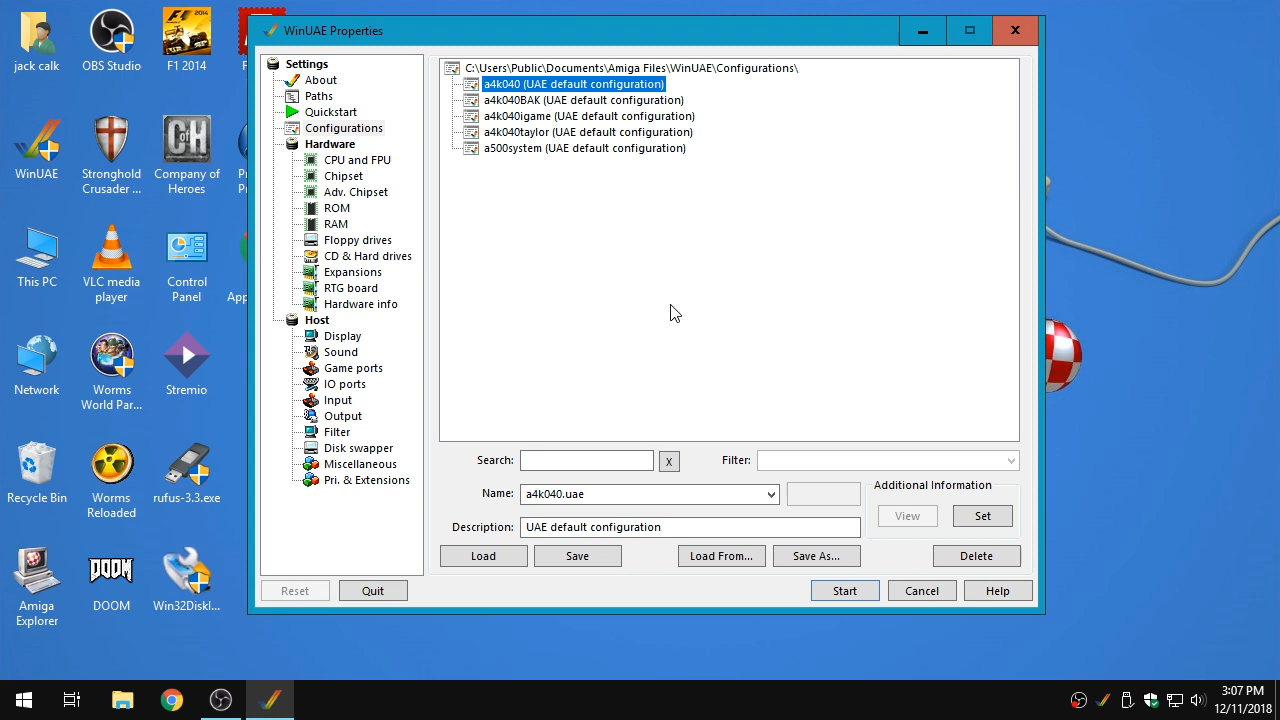 jack calk
OBS Studio
F1 2014
WinUAE
Stronghold
Crusader ...
Company of
Heroes
This PC
VLC media
player
Control
Panel
Network
Worms
World Par...
Stremio
Recycle Bin
Worms
Reloaded
rufus-3.3.exe
Amiga
Explorer
DOOM
DOOM
Win32DiskI...
WinUAE Properties
Settings
About
Paths
Quickstart
Configurations
Hardware
CPU and FPU
Chipset
Adv. Chipset
ROM
RAM
Floppy drives
CD & Hard drives
Expansions
RTG board
Hardware info
Host
Display
Sound
Game ports
IO ports
Input
Output
Filter
Disk swapper
Miscellaneous
Pri. & Extensions
C:\Users\Public\Documents\Amiga Files\WinUAE\Configurations\
a4k040 (UAE default configuration)
a4k040BAK (UAE default configuration)
a4k040igame (UAE default configuration)
a4k040taylor (UAE default configuration)
a500system (UAE default configuration)
Search:
X
Filter:
Name:
a4k040.uae
Additional Information
View
Set
Description:
UAE default configuration
Load
Save
Load From...
Save As...
Delete
Reset
Quit
Start
Cancel
Help
3:07 PM
12/11/2018